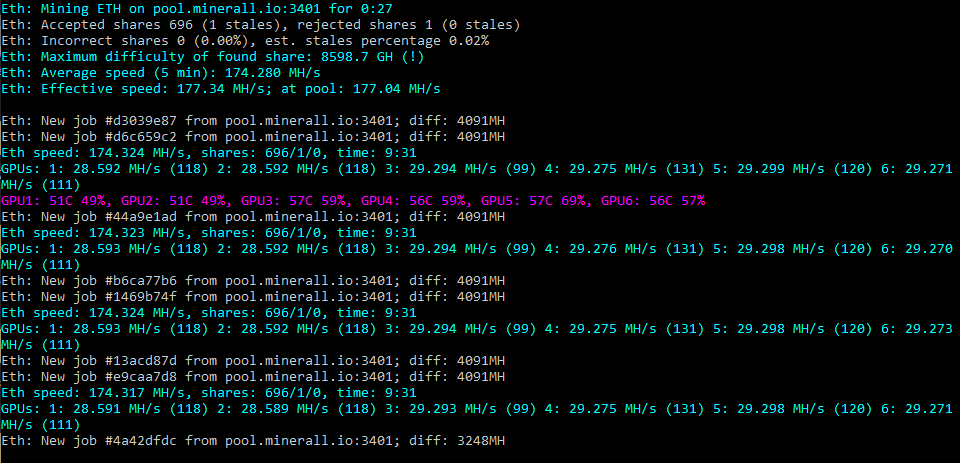 Eth: Mining ETH on pool.minerall.io:3401 for 0:27
Eth: Accepted shares 696 (1 stales), rejected shares 1 (0 stales)
Eth: Incorrect shares 0 (0.00%), est. stales percentage 0.02%
Eth: Maximum difficulty of found share: 8598.7 GH (!)
Eth: Average speed (5 min): 174.280 MH/s
Eth: Effective speed: 177.34 MH/s; at pool: 177.04 MH/s
Eth: New job #d3039e87 from pool.minerall.io:3401; diff: 4091MH
Eth: New job #d6c659c2 from pool.minerall.io:3401; diff: 4091MH
Eth speed: 174.324 MH/s, shares: 696/1/0, time: 9:31
GPUs: 1: 28.592 MH/s (118) 2: 28.592 MH/s (118) 3: 29.294 MH/s (99) 4: 29.275 MH/s (131) 5: 29.299 MH/s (120) 6: 29.271
MH/s (111)
GPU1: 51C 49%, GPU2: 51C 49%, GPU3: 57C 59%, GPU4: 56C 59%, GPU5: 57C 69%, GPU6: 56C 57%
Eth: New job #44a9e1ad from pool.minerall.io:3401; diff: 4091MH
Eth speed: 174.323 MH/s, shares: 696/1/0, time: 9:31
GPUs: 1: 28.593 MH/s (118) 2: 28.592 MH/s (118) 3: 29.294 MH/s (99) 4: 29.276 MH/s (131) 5: 29.298 MH/s (120) 6: 29.270
MH/s (111)
Eth: New job #b6ca77b6 from pool.minerall.io:3401; diff: 4091MH
Eth: New job #1469b74f from pool.minerall.io:3401; diff: 4091MH
Eth speed: 174.324 MH/s, shares: 696/1/0, time: 9:31
GPUs: 1: 28.593 MH/s (118) 2: 28.592 MH/s (118) 3: 29.294 MH/s (99) 4: 29.275 MH/s (131) 5: 29.298 MH/s (120) 6: 29.273
MH/s (111)
Eth: New job #13acd87d from pool.minerall.io:3401; diff: 4091MH
Eth: New job #e9caa7d8 from pool.minerall.io:3401; diff: 4091MH
Eth speed: 174.317 MH/s, shares: 696/1/0, time: 9:31
GPUs: 1: 28.591 MH/s (118) 2: 28.589 MH/s (118) 3: 29.293 MH/s (99) 4: 29.275 MH/s (131) 5: 29.298 MH/s (120) 6: 29.271
MH/s (111)
Eth: New job #4a42dfdc from pool.minerall.io:3401; diff: 3248MH